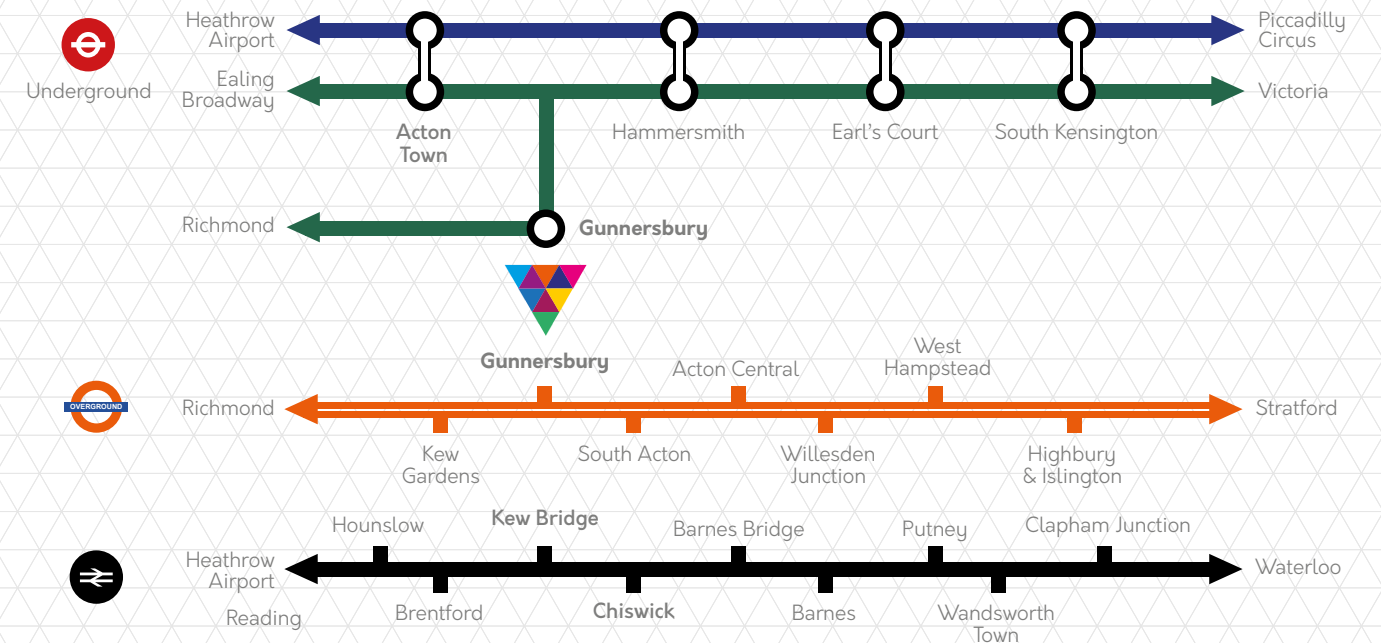 Heathrow
Airport
Piccadilly
Circus
Underground
Ealing
Broadway
Victoria
Acton
Town
Hammersmith
Earl's Court
South Kensington
Richmond
Gunnersbury
Gunnersbury
Acton Central
West
Hampstead
OVERGROUND
Richmond
Stratford
Kew
Gardens
South Acton
Willesden
Junction
Highbury
& Islington
Hounslow
Kew Bridge
Barnes Bridge
Putney
Clapham Junction
Heathrow
Airport
Waterloo
Reading
Brentford
Chiswick
Barnes
Wandsworth
Town